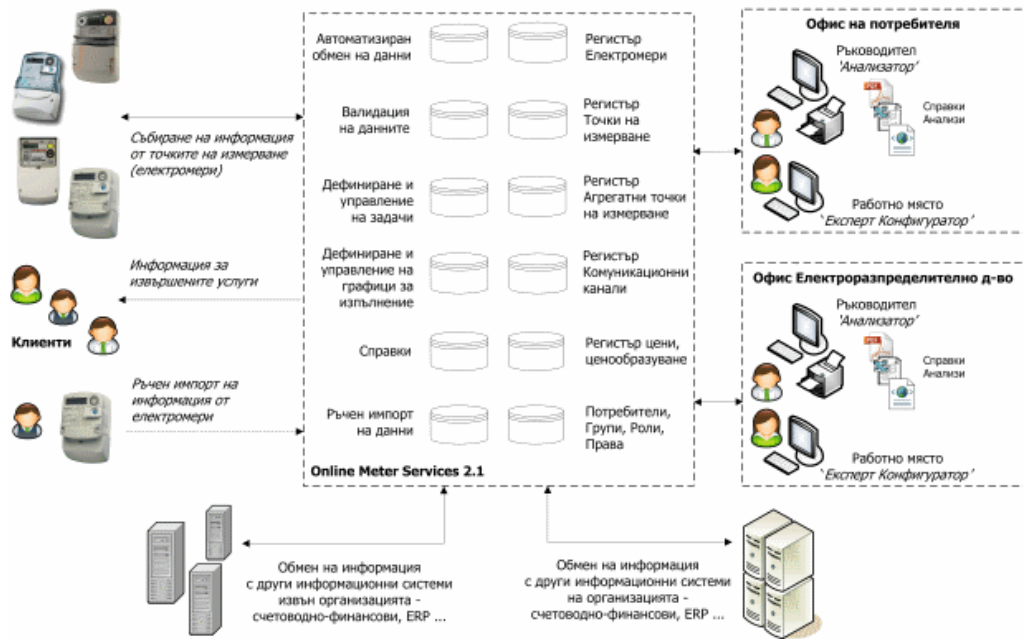 Автоматизиран
обмен на данни
Регистър
Електромери
Валидация
на данните
Регистър
Точки на
измерване
Дефиниране и
управление
на задачи
Регистър
Агрегатни точки
на измерване
Дефиниране и
управление на
графици за
изпълнение
Регистър
Комуникационни
канали
Справки
Регистър цени,
ценообразуване
Ръчен импорт
на данни
Потребители,
Групи, Роли,
Права
Online Meter Services 2.1
Събиране на информация
от точките на измерване
(електромери)
Информация за
извършените услуги
Клиенти
Ръчен импорт на
информация от
електромери
Офис на потребителя
Ръководител
'Анализатор'
PDF
Справки
Анализи
Работно място
'Експерт Конфигуратор'
Офис Електроразпределително д-во
Ръководител
'Анализатор'
PDF
Справки
Анализи
Работно място
'Експерт Конфигуратор'
Обмен на информация
с други информационни системи
извън организацията -
счетоводно-финансови, ERP ...
Обмен на информация
с други информационни системи
на организацията -
счетоводно-финансови, ERP ...